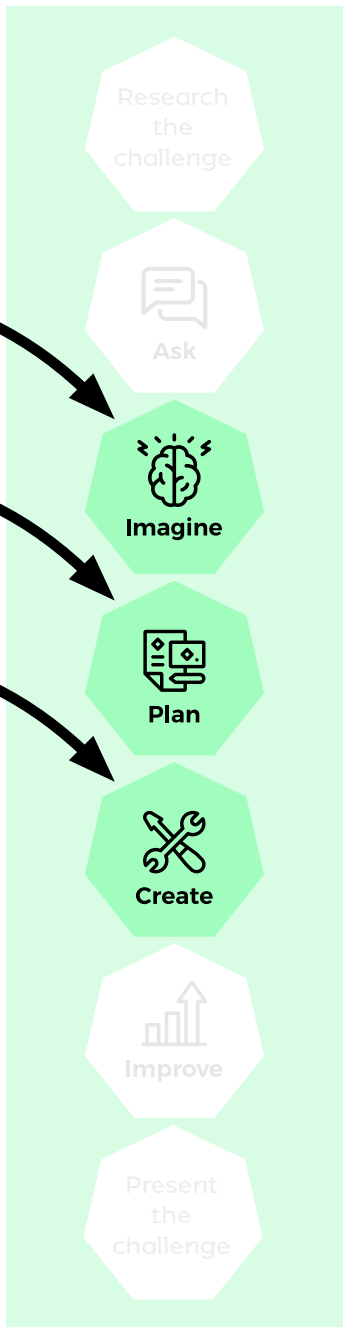 Research
the
challenge
Ask
Imagine
Plan
Create
Improve
Present
the
challenge